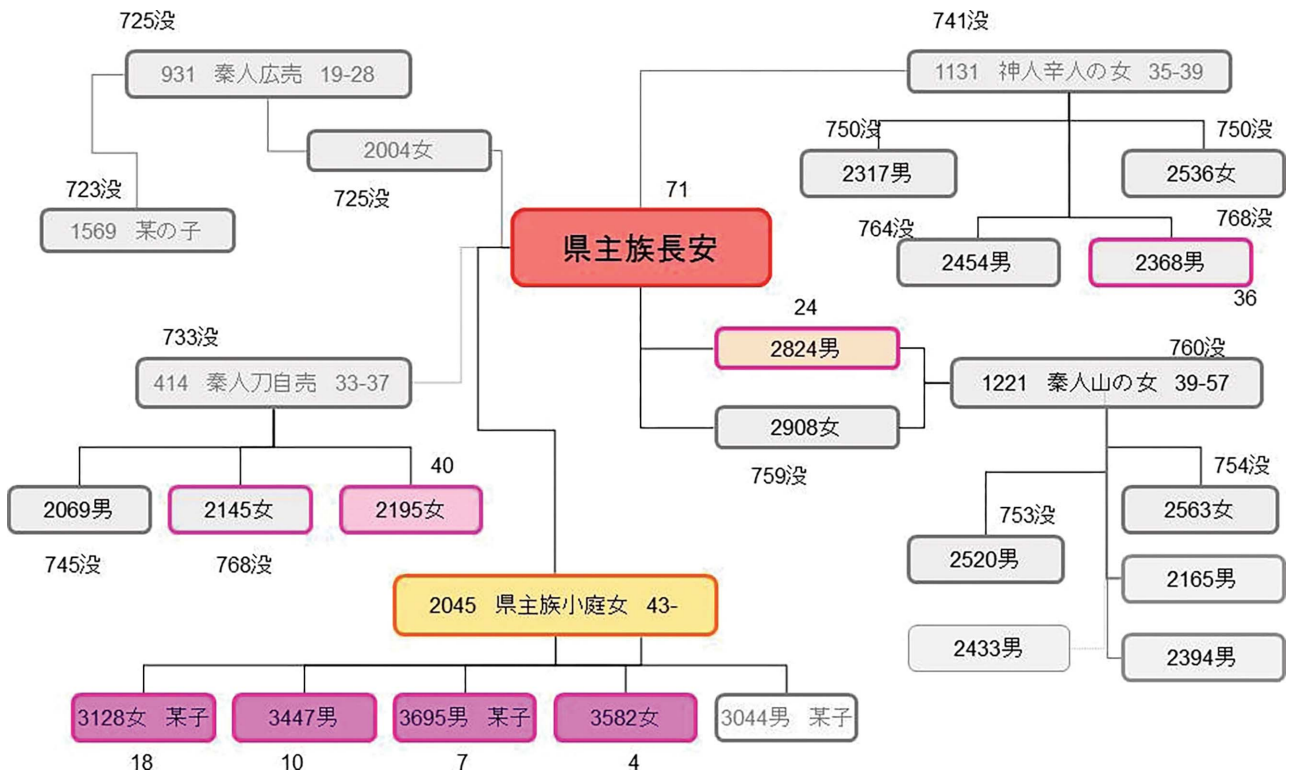 725没
931 秦人広売 19-28
2004女
725没
723没
1569 某の子
741没
1131 神人辛人の女 35-39
750没
2317男
750没
2536女
764没
2454男
768没
2368男
36
71
県主族長安
24
2824男
2908女
759没
760没
1221 秦人山の女 39-57
754没
2563女
753没
2520男
2165男
2433男
2394男
733没
414 秦人刀自売 33-37
2069男
745没
2145女
768没
40
2195女
2045 県主族小庭女 43-
3128女 某子
18
3447男
10
3695男 某子
7
3582女
4
3044男 某子